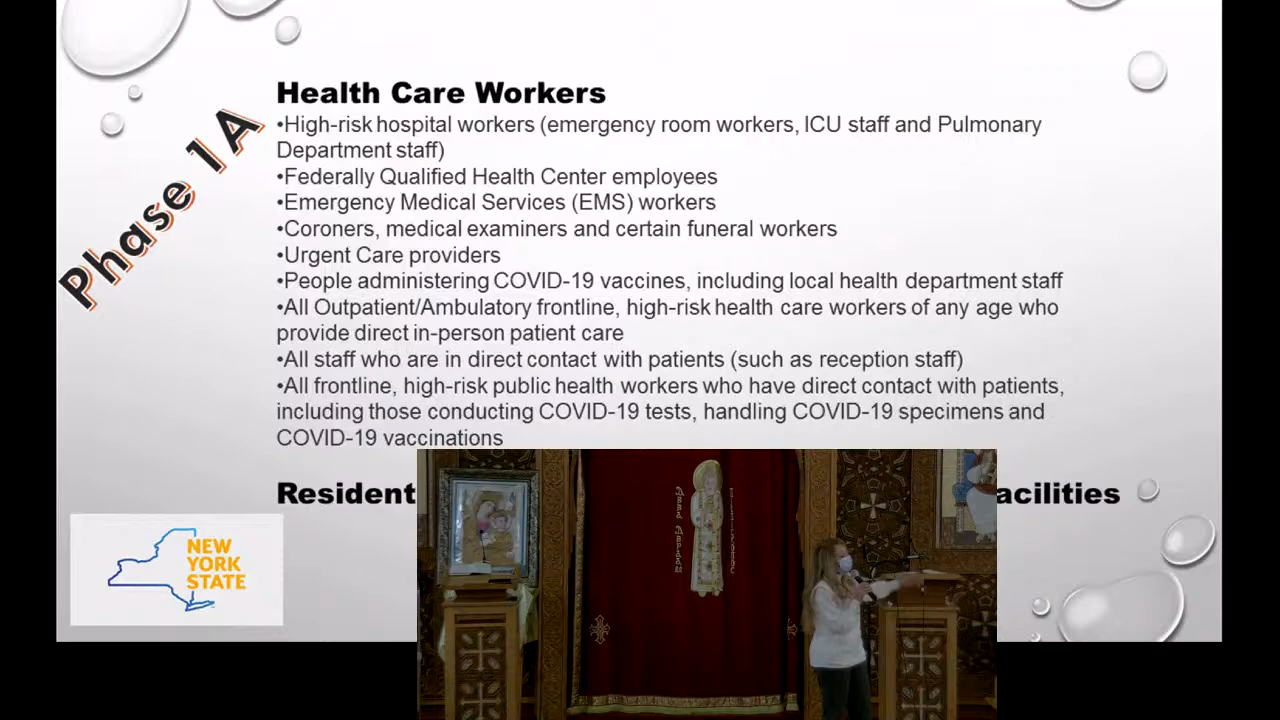 Phase 1A
Health Care Workers
•High-risk hospital workers (emergency room workers, ICU staff and Pulmonary
Department staff)
•Federally Qualified Health Center employees
•Emergency Medical Services (EMS) workers
•Coroners, medical examiners and certain funeral workers
•Urgent Care providers
•People administering COVID-19 vaccines, including local health department staff
•All Outpatient/Ambulatory frontline, high-risk health care workers of any age who
provide direct in-person patient care
•All staff who are in direct contact with patients (such as reception staff)
•All frontline, high-risk public health workers who have direct contact with patients,
including those conducting COVID-19 tests, handling COVID-19 specimens and
COVID-19 vaccinations
Resident acilities
NEW
YORK
STATE